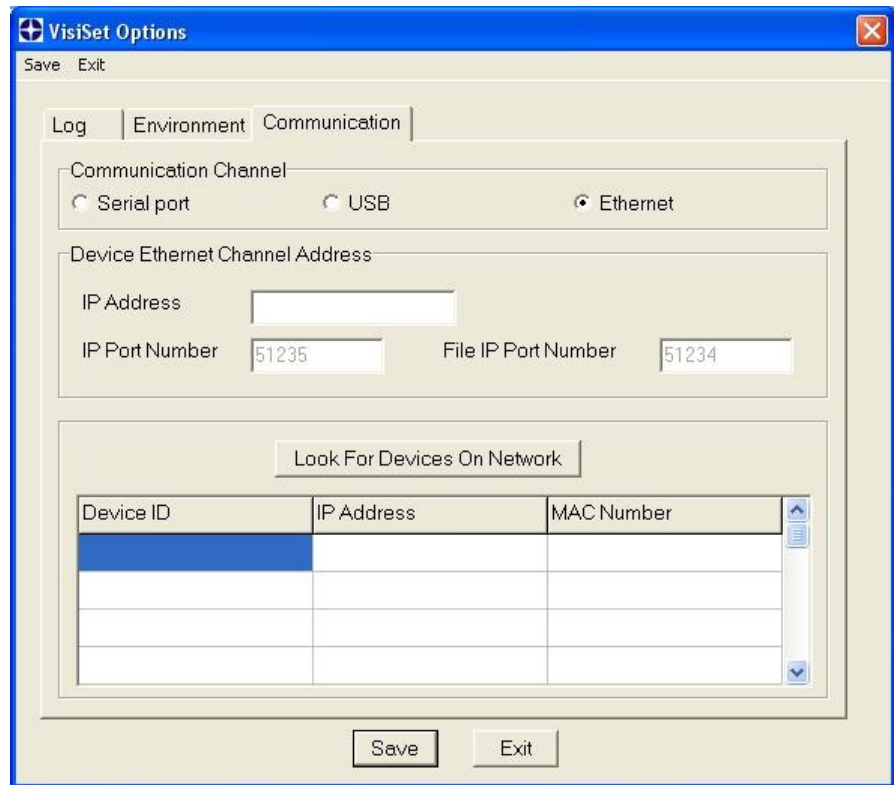 VisiSet Options
Save Exit
Log Environment Communication
Communication Channel
Serial port USB Ethernet
Device Ethernet Channel Address
IP Address
IP Port Number 51235 File IP Port Number 51234
Look For Devices On Network
Device ID IP Address MAC Number
Save Exit